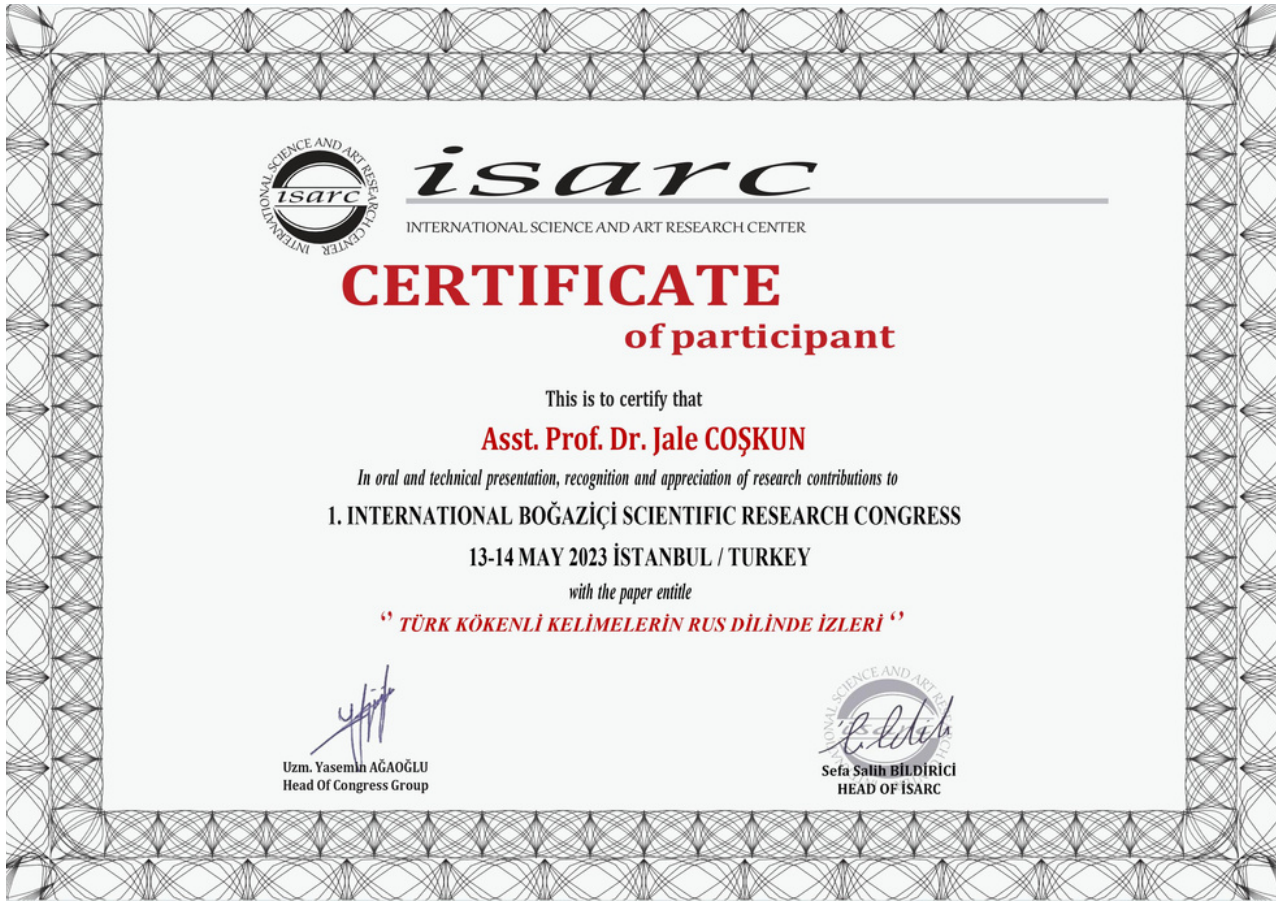 INTERNATIONAL SCIENCE AND ART RESEARCH CENTER
isarc
isarc
INTERNATIONAL SCIENCE AND ART RESEARCH CENTER
CERTIFICATE
of participant
This is to certify that
Asst. Prof. Dr. Jale COŞKUN
In oral and technical presentation, recognition and appreciation of research contributions to
1. INTERNATIONAL BOĞAZİÇİ SCIENTIFIC RESEARCH CONGRESS
13-14 MAY 2023 İSTANBUL / TURKEY
with the paper entitle
‘’ TÜRK KÖKENLİ KELİMELERİN RUS DİLİNDE İZLERİ ‘’
Uzm. Yasemin AĞAOĞLU
Head Of Congress Group
SCIENCE AND ART
isarc
Sefa Salih BİLDİRİCİ
HEAD OF İSARC